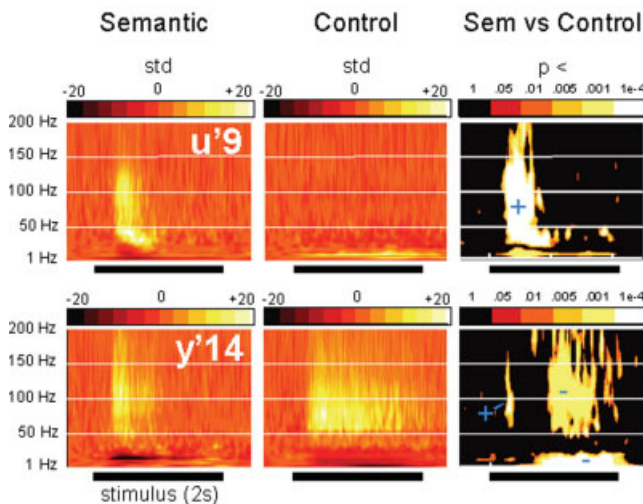 Semantic Control Sem vs Control
std std p <
-20 0 +20 -20 0 +20 1 .05 .01 .005 .001 1e-4
200 Hz
u'9
150 Hz
100 Hz
+
50 Hz
1 Hz
-20 0 +20 -20 0 +20 1 .05 .01 .005 .001 1e-4
200 Hz
y'14
150 Hz
100 Hz
-
+
50 Hz
1 Hz
- -
stimulus (2s)